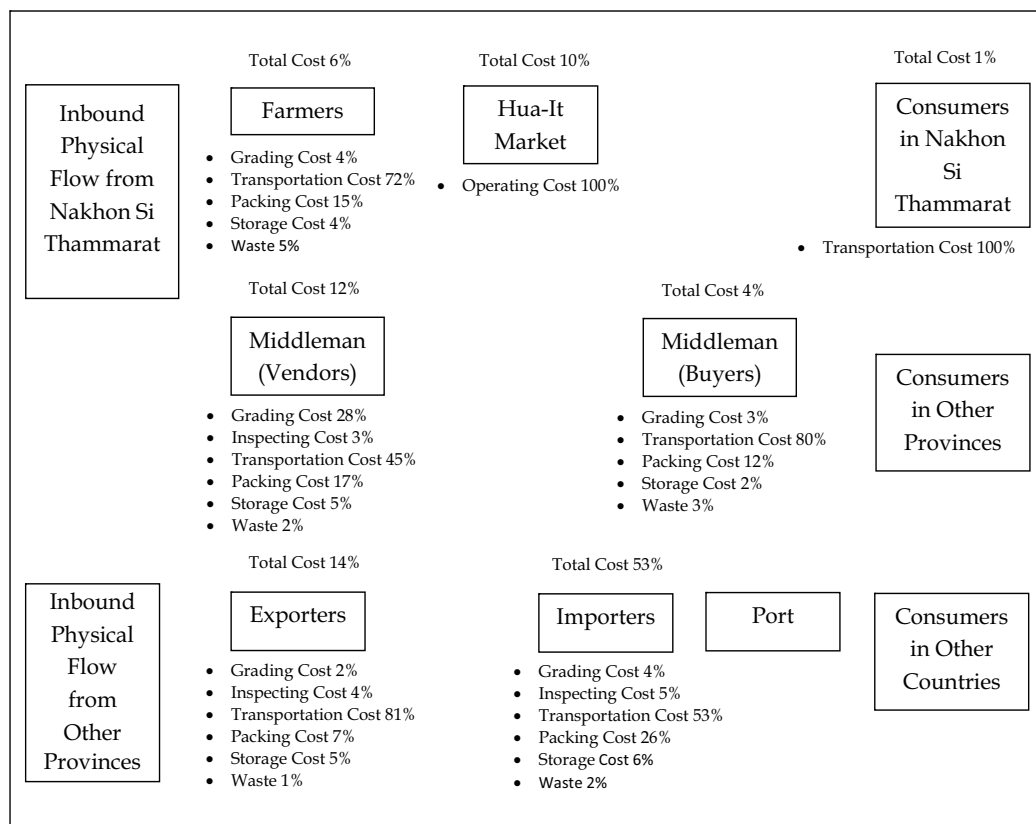 Total Cost 6%
Total Cost 10%
Total Cost 1%
Inbound
Physical
Flow from
Nakhon Si
Thammarat
Farmers
• Grading Cost 4%
• Transportation Cost 72%
• Packing Cost 15%
• Storage Cost 4%
• Waste 5%
Hua-It
Market
• Operating Cost 100%
Consumers
in Nakhon
Si
Thammarat
• Transportation Cost 100%
Total Cost 12%
Total Cost 4%
Middleman
(Vendors)
• Grading Cost 28%
• Inspecting Cost 3%
• Transportation Cost 45%
• Packing Cost 17%
• Storage Cost 5%
• Waste 2%
Middleman
(Buyers)
• Grading Cost 3%
• Transportation Cost 80%
• Packing Cost 12%
• Storage Cost 2%
• Waste 3%
Consumers
in Other
Provinces
Total Cost 14%
Total Cost 53%
Inbound
Physical
Flow
from
Other
Provinces
Exporters
• Grading Cost 2%
• Inspecting Cost 4%
• Transportation Cost 81%
• Packing Cost 7%
• Storage Cost 5%
• Waste 1%
Importers
• Grading Cost 4%
• Inspecting Cost 5%
• Transportation Cost 53%
• Packing Cost 26%
• Storage Cost 6%
• Waste 2%
Port
Consumers
in Other
Countries